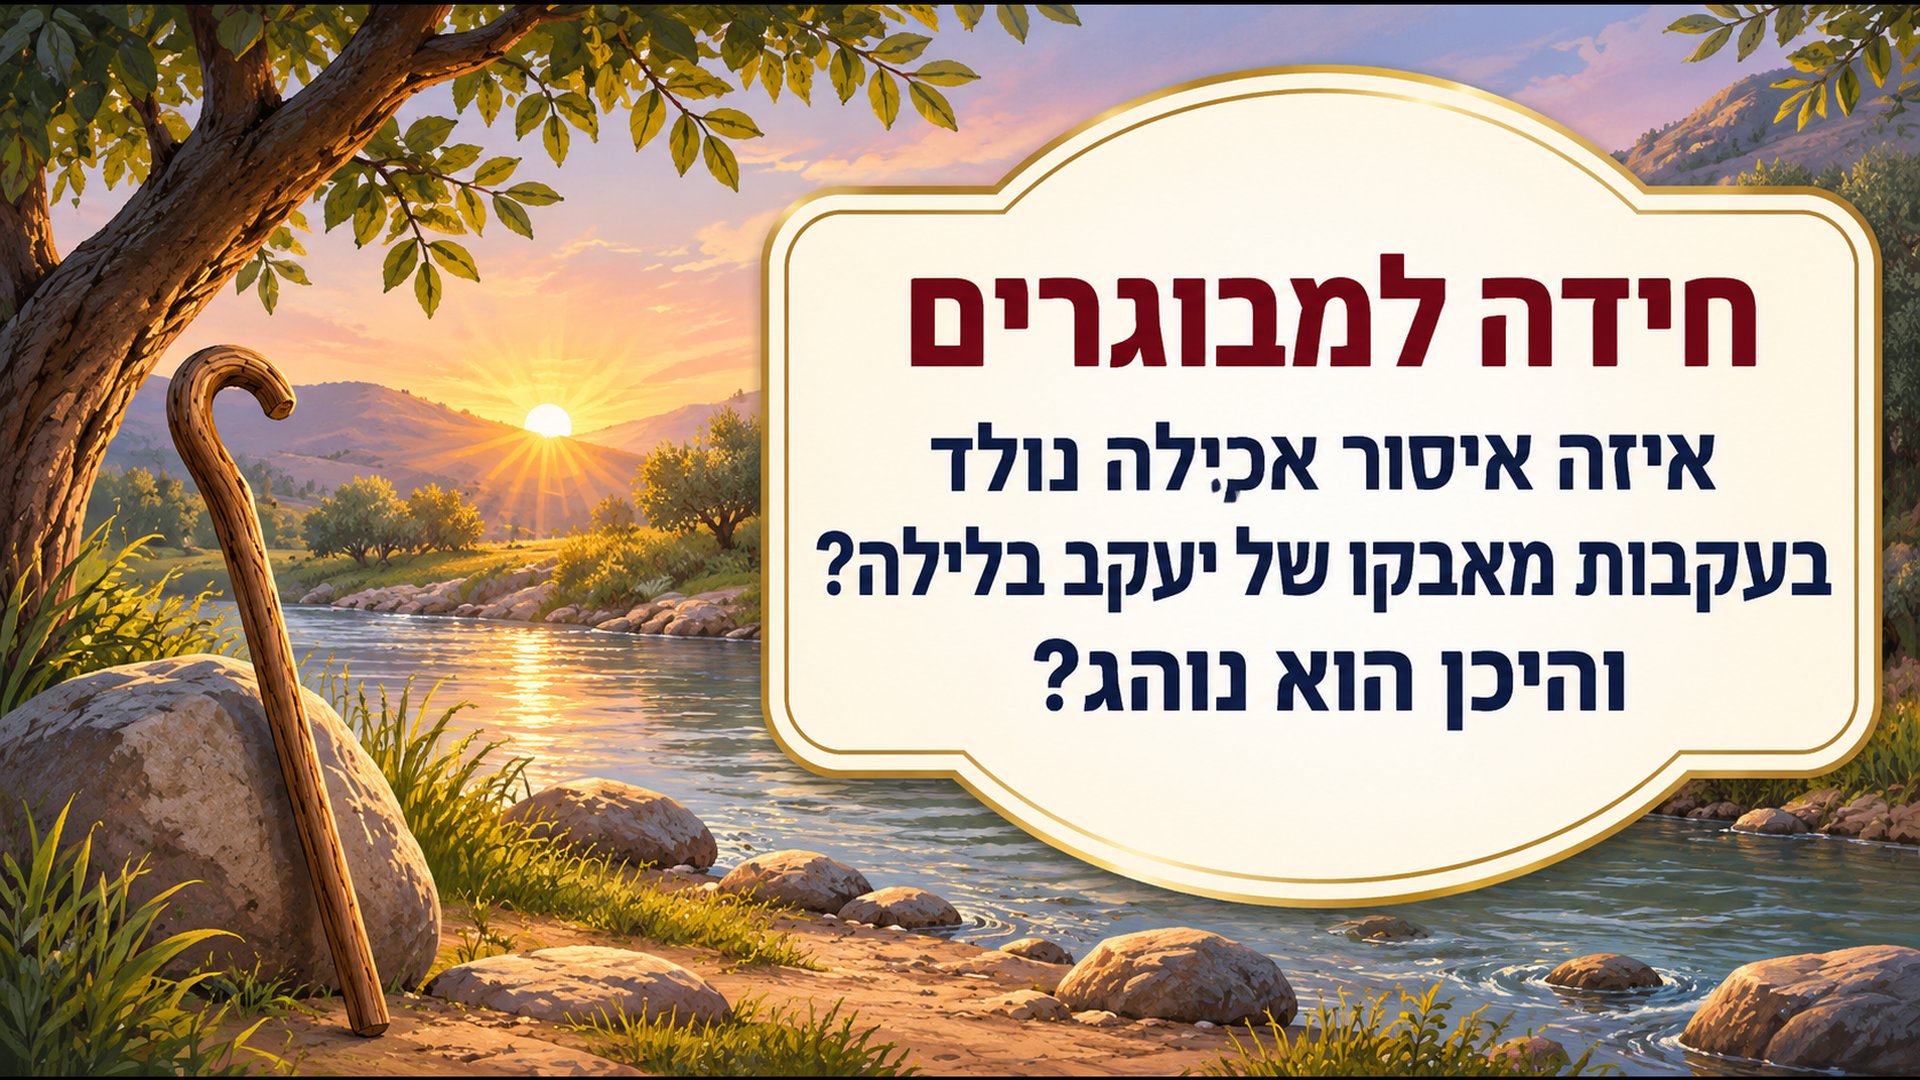 חידה למבוגרים
איזה איסור אכִילה נולד
בעקבות מאבקו של יעקב בלילה?
והיכן הוא נוהג?